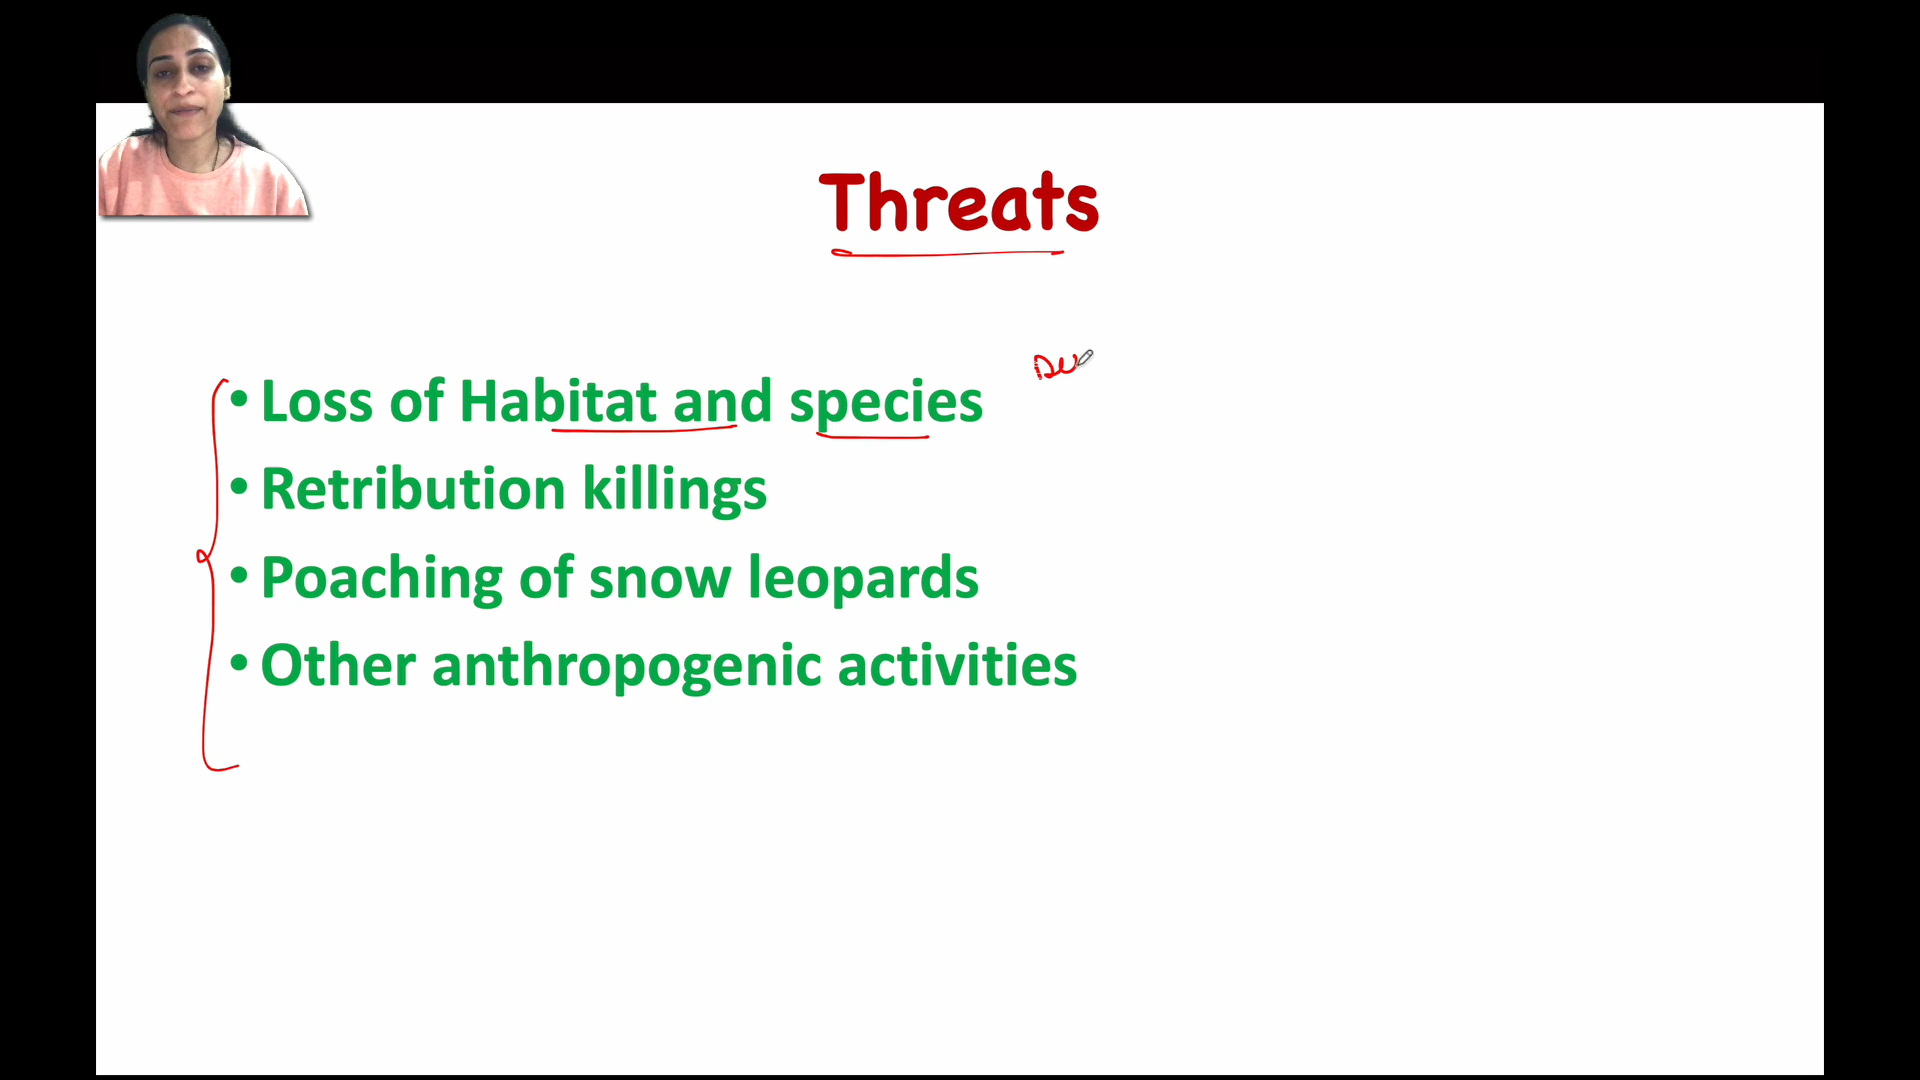 Threats
• Loss of Habitat and species
• Retribution killings
• Poaching of snow leopards
• Other anthropogenic activities